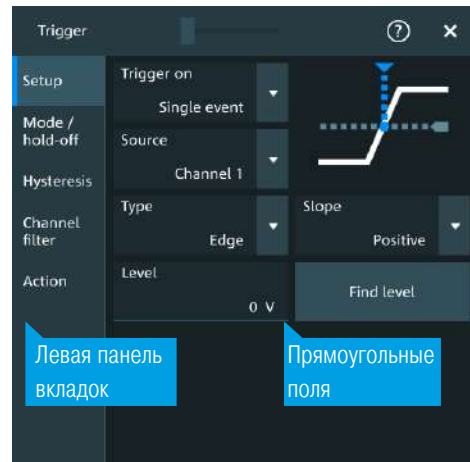 Trigger
?
×
Setup
Mode /
hold-off
Hysteresis
Channel
filter
Action
Trigger on
Single event
Source
Channel 1
Type
Edge
Slope
Positive
Level
0 V
Find level
Левая панель
вкладок
Прямоугольные
поля